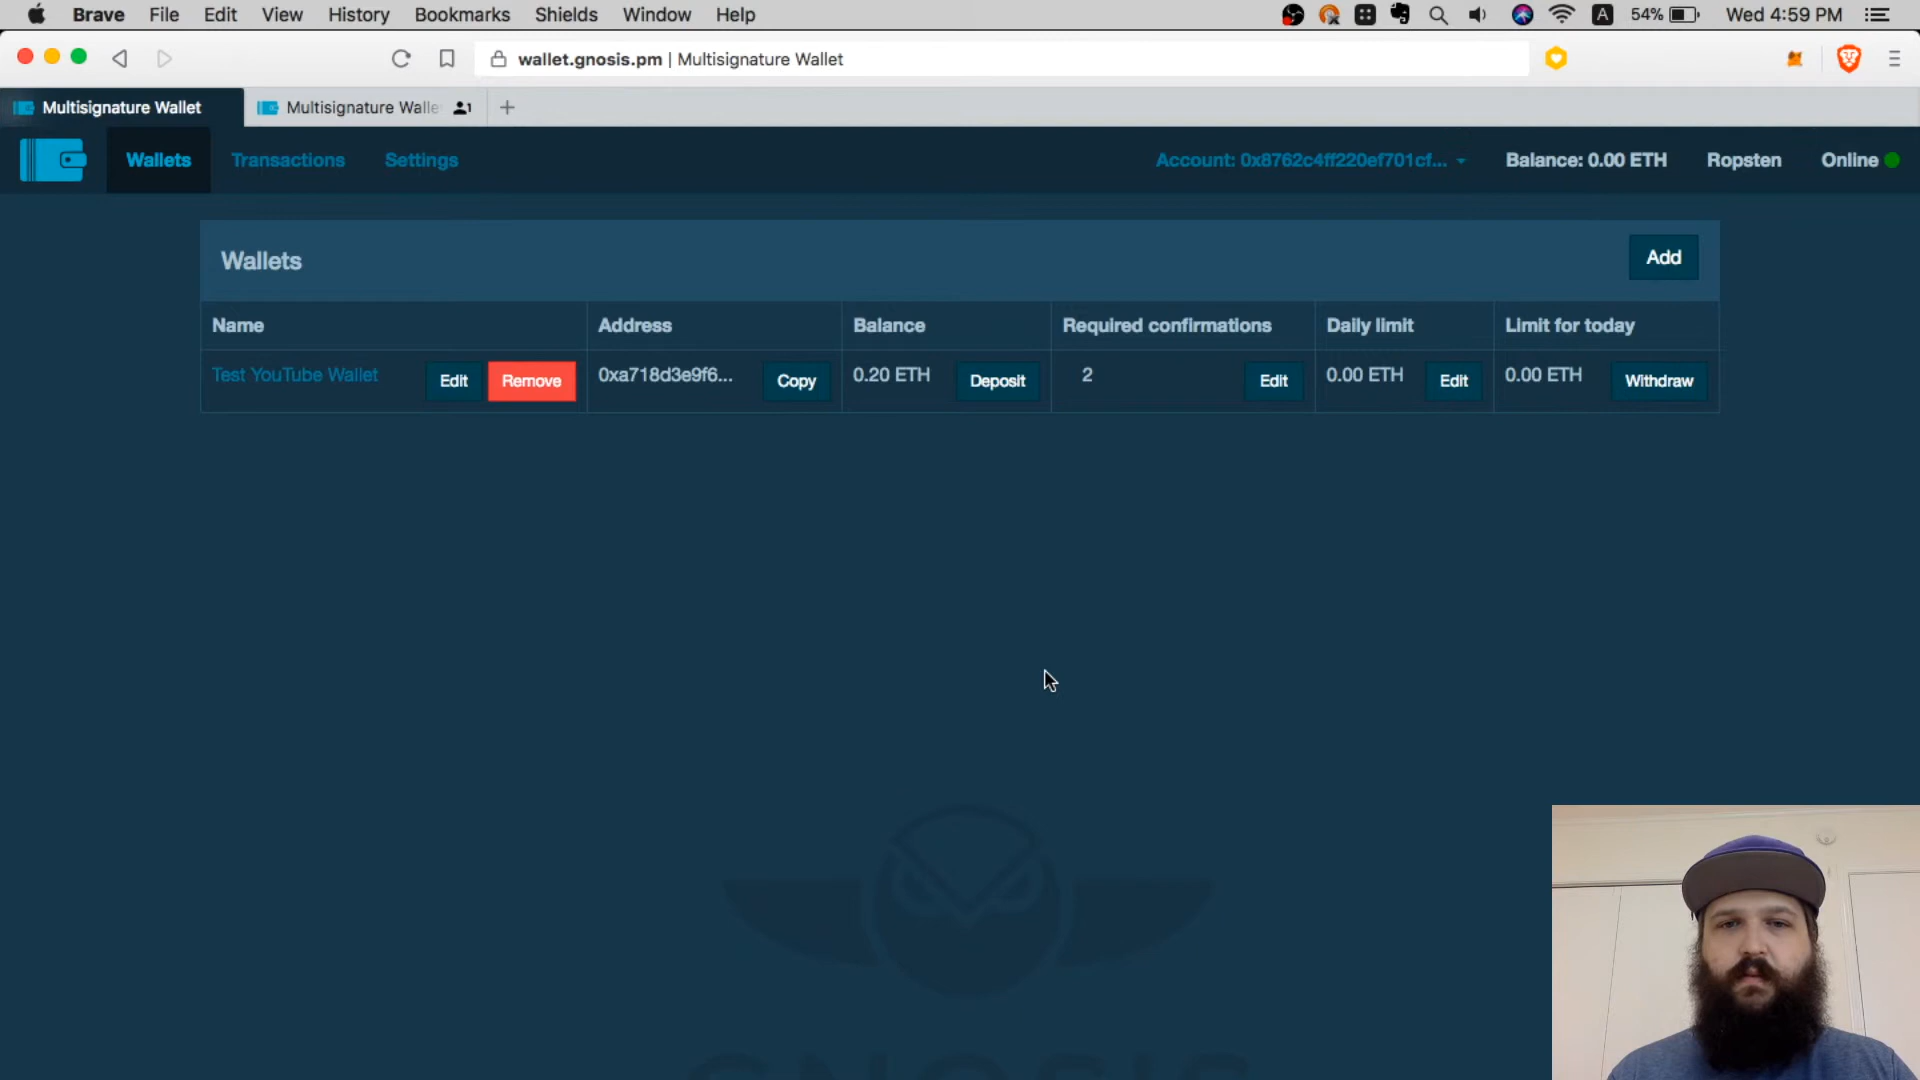 Brave File Edit View History Bookmarks Shields Window Help A 54% Wed 4:59 PM
wallet.gnosis.pm | Multisignature Wallet
Multisignature Wallet Multisignature Walle 1 +
Wallets Transactions Settings Account: 0x8762c4ff220ef701cf... Balance: 0.00 ETH Ropsten Online
Wallets Add
Name Address Balance Required confirmations Daily limit Limit for today
Test YouTube Wallet Edit Remove 0xa718d3e9f6... Copy 0.20 ETH Deposit 2 Edit 0.00 ETH Edit 0.00 ETH Withdraw
GNOSIS